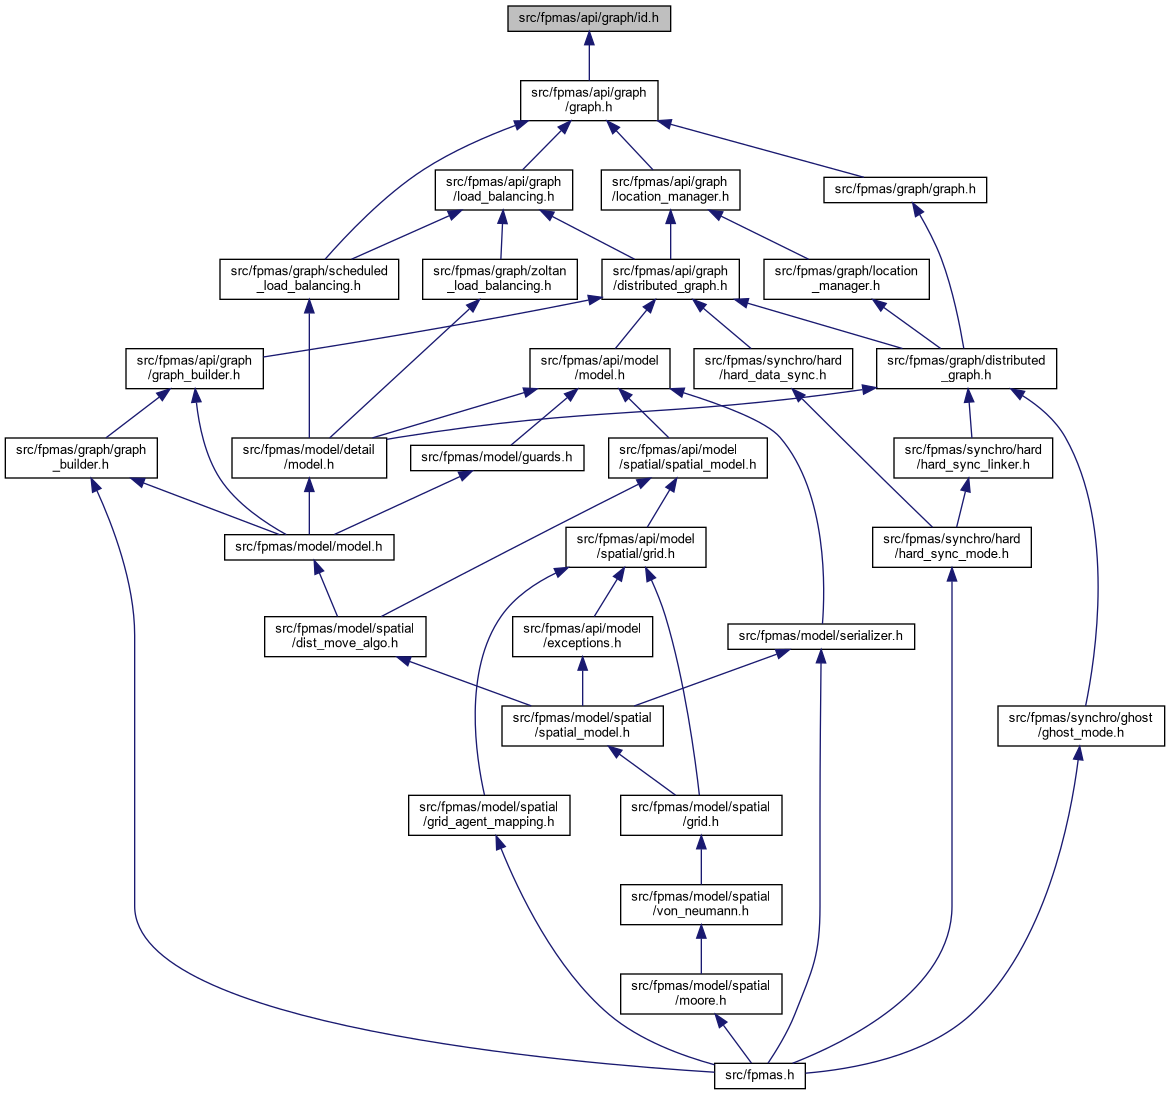 src/fpmas/api/graph/id.h
src/fpmas/api/graph
/graph.h
src/fpmas/api/graph
/load_balancing.h
src/fpmas/api/graph
/location_manager.h
src/fpmas/graph/graph.h
src/fpmas/graph/scheduled
_load_balancing.h
src/fpmas/graph/zoltan
_load_balancing.h
src/fpmas/api/graph
/distributed_graph.h
src/fpmas/graph/location
_manager.h
src/fpmas/api/graph
/graph_builder.h
src/fpmas/api/model
/model.h
src/fpmas/synchro/hard
/hard_data_sync.h
src/fpmas/graph/distributed
_graph.h
src/fpmas/graph/graph
_builder.h
src/fpmas/model/detail
/model.h
src/fpmas/model/guards.h
src/fpmas/api/model
/spatial/spatial_model.h
src/fpmas/synchro/hard
/hard_sync_linker.h
src/fpmas/model/model.h
src/fpmas/api/model
/spatial/grid.h
src/fpmas/synchro/hard
/hard_sync_mode.h
src/fpmas/model/spatial
/dist_move_algo.h
src/fpmas/api/model
/exceptions.h
src/fpmas/model/serializer.h
src/fpmas/model/spatial
/spatial_model.h
src/fpmas/synchro/ghost
/ghost_mode.h
src/fpmas/model/spatial
/grid_agent_mapping.h
src/fpmas/model/spatial
/grid.h
src/fpmas/model/spatial
/von_neumann.h
src/fpmas/model/spatial
/moore.h
src/fpmas.h